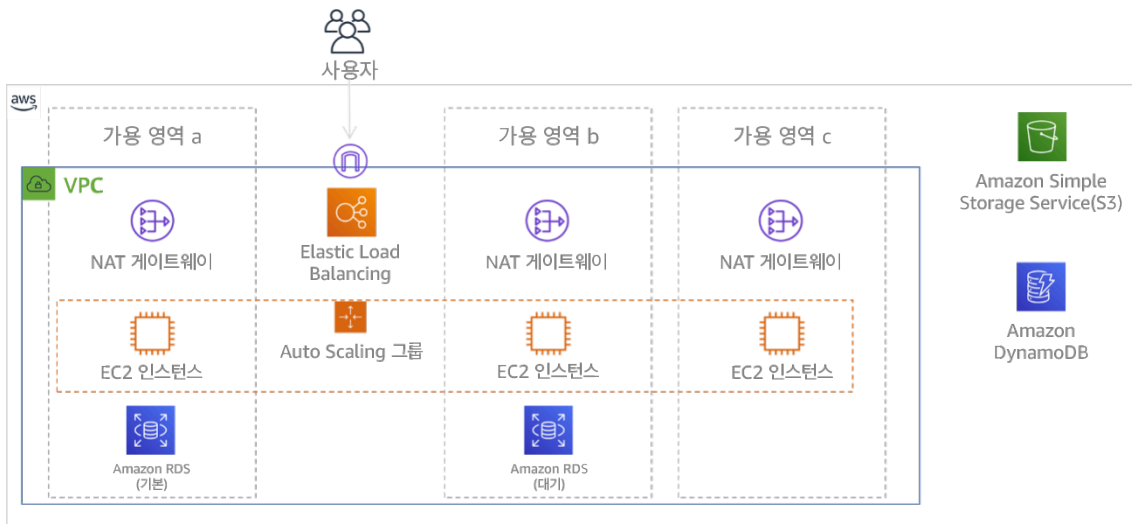 사용자
aws
가용 영역 a
가용 영역 b
가용 영역 c
VPC
NAT 게이트웨이
Elastic Load
Balancing
NAT 게이트웨이
NAT 게이트웨이
Amazon Simple
Storage Service(S3)
EC2 인스턴스
Auto Scaling 그룹
EC2 인스턴스
EC2 인스턴스
Amazon
DynamoDB
Amazon RDS
(기본)
Amazon RDS
(대기)